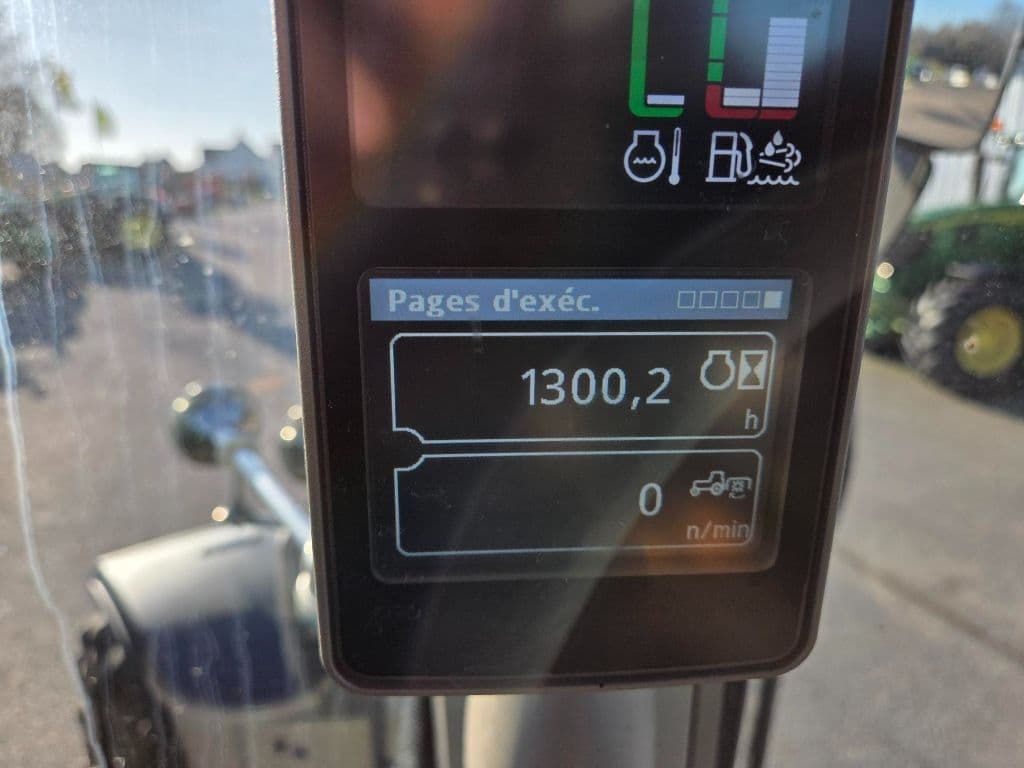 Pages d'exéc.
1300,2
h
0
n/min